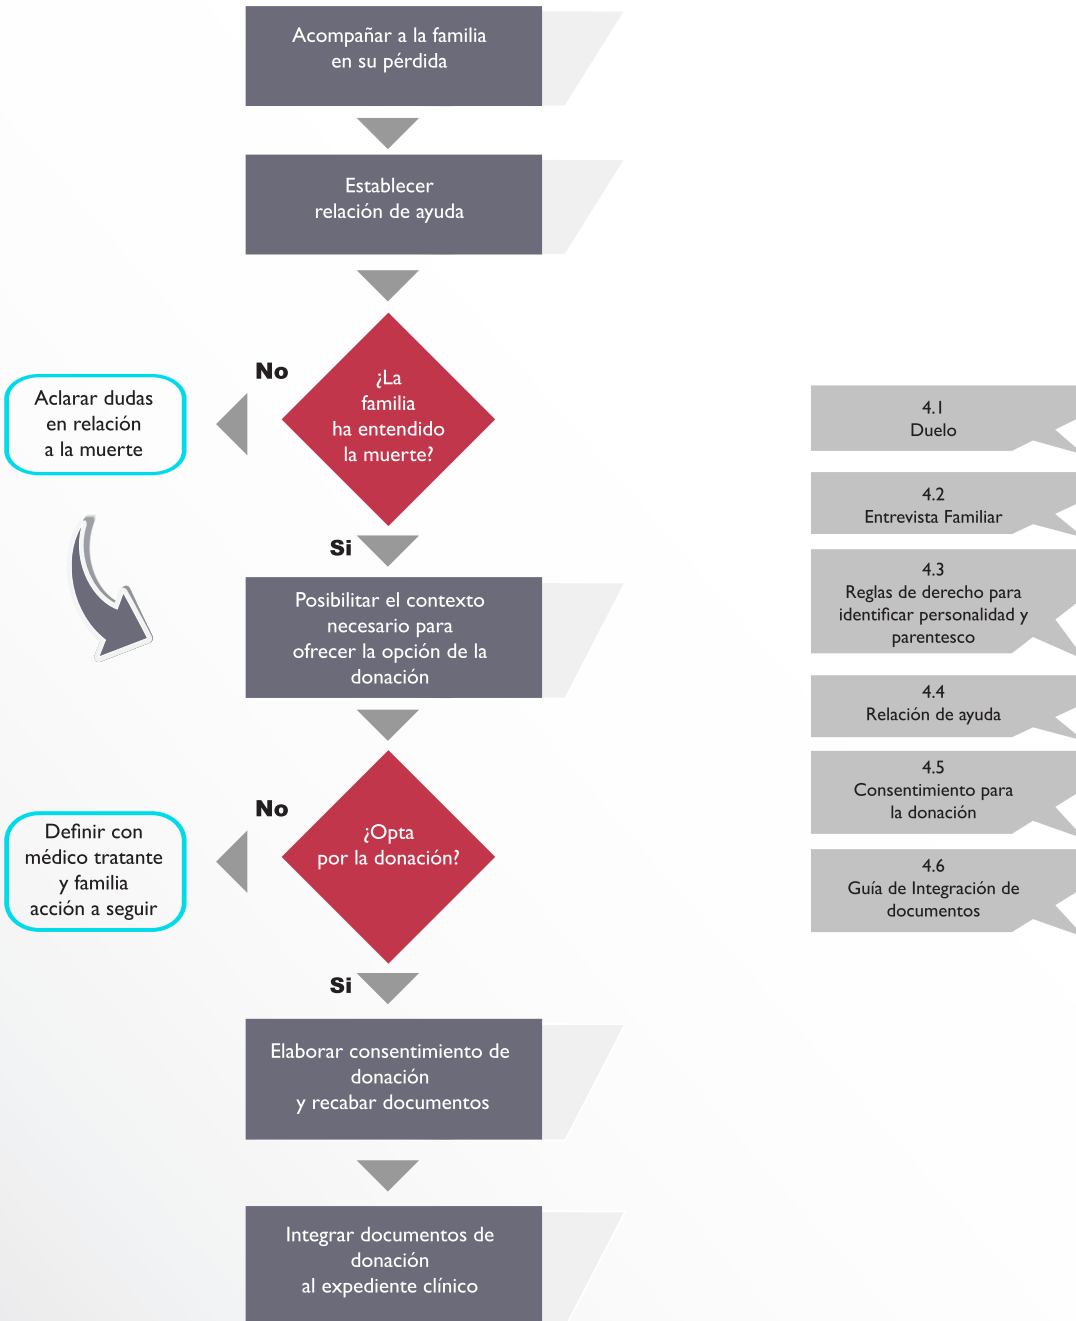 Acompañar a la familia
en su pérdida
Establecer
relación de ayuda
No
¿La
familia
ha entendido
la muerte?
Aclarar dudas
en relación
a la muerte
Si
Posibilitar el contexto
necesario para
ofrecer la opción de la
donación
No
¿Opta
por la donación?
Definir con
médico tratante
y familia
acción a seguir
Si
Elaborar consentimiento de
donación
y recabar documentos
Integrar documentos de
donación
al expediente clínico
4.1
Duelo
4.2
Entrevista Familiar
4.3
Reglas de derecho para
identificar personalidad y
parentesco
4.4
Relación de ayuda
4.5
Consentimiento para
la donación
4.6
Guía de Integración de
documentos